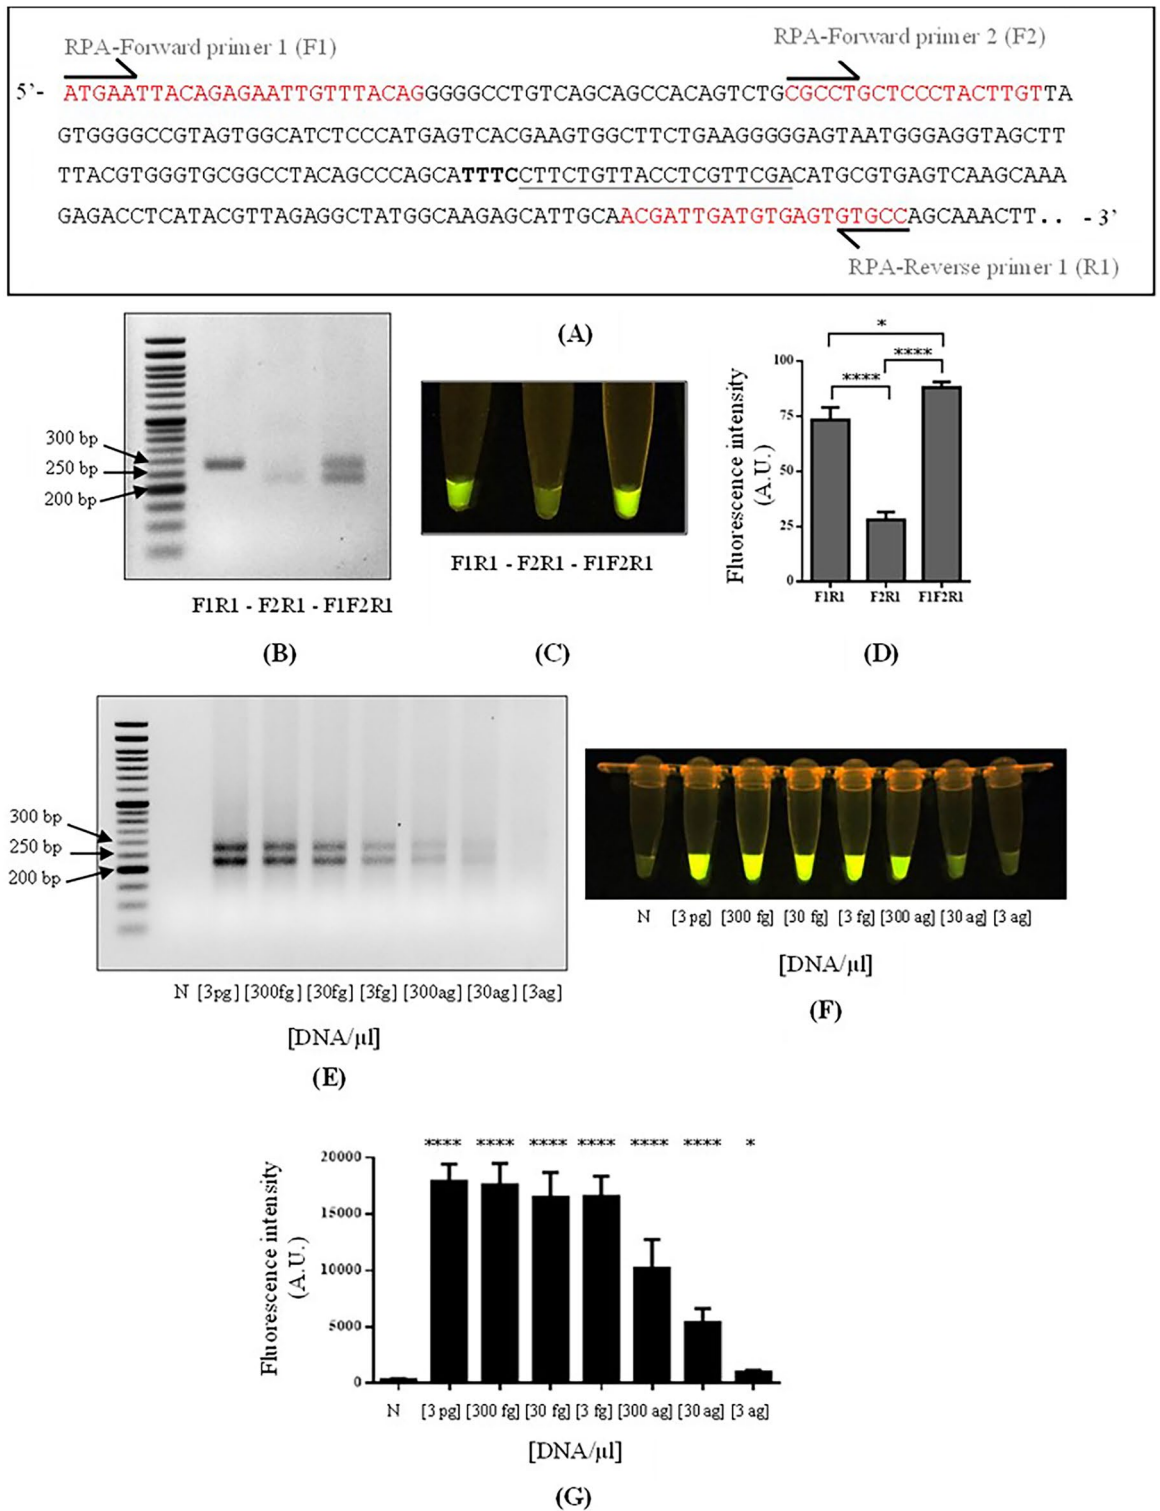 RPA-Forward primer 1 (F1) RPA-Forward primer 2 (F2)
5'- ATGAATTACAGAGAATTGTTTACAGGGGGCCTGTCAGCAGCCACAGTCTGCGCCTGCTCCCTACTTGTTA
GTGGGGCCGTAGTGGCATCTCCCATGAGTCACGAAGTGGCTTCTGAAGGGGGAGTAATGGGAGGTAGCTT
TTACGTGGGTGCGGCCTACAGCCCAGCATTTCCTTCTGTTACCTCGTTCGACATGCGTGAGTCAAGCAAA
GAGACCTCATACGTTAGAGGCTATGGCAAGAGCATTGCAACGATTGATGTGAGTGTGCCAGCAAACTT.. - 3'
RPA-Reverse primer 1 (R1)
(A)
300 bp
250 bp
200 bp
F1R1 - F2R1 - F1F2R1
(B)
F1R1 - F2R1 - F1F2R1
(C)
*
****
****
Fluorescence intensity
(A.U.)
100
75
50
25
0
F1R1 F2R1 F1F2R1
(D)
300 bp
250 bp
200 bp
N [3pg] [300fg] [30fg] [3fg] [300ag] [30ag] [3ag]
[DNA/µl]
(E)
N [3 pg] [300 fg] [30 fg] [3 fg] [300 ag] [30 ag] [3 ag]
[DNA/µl]
(F)
**** **** **** **** **** **** *
Fluorescence intensity
(A.U.)
20000
15000
10000
5000
0
N [3 pg] [300 fg] [30 fg] [3 fg] [300 ag] [30 ag] [3 ag]
[DNA/µl]
(G)